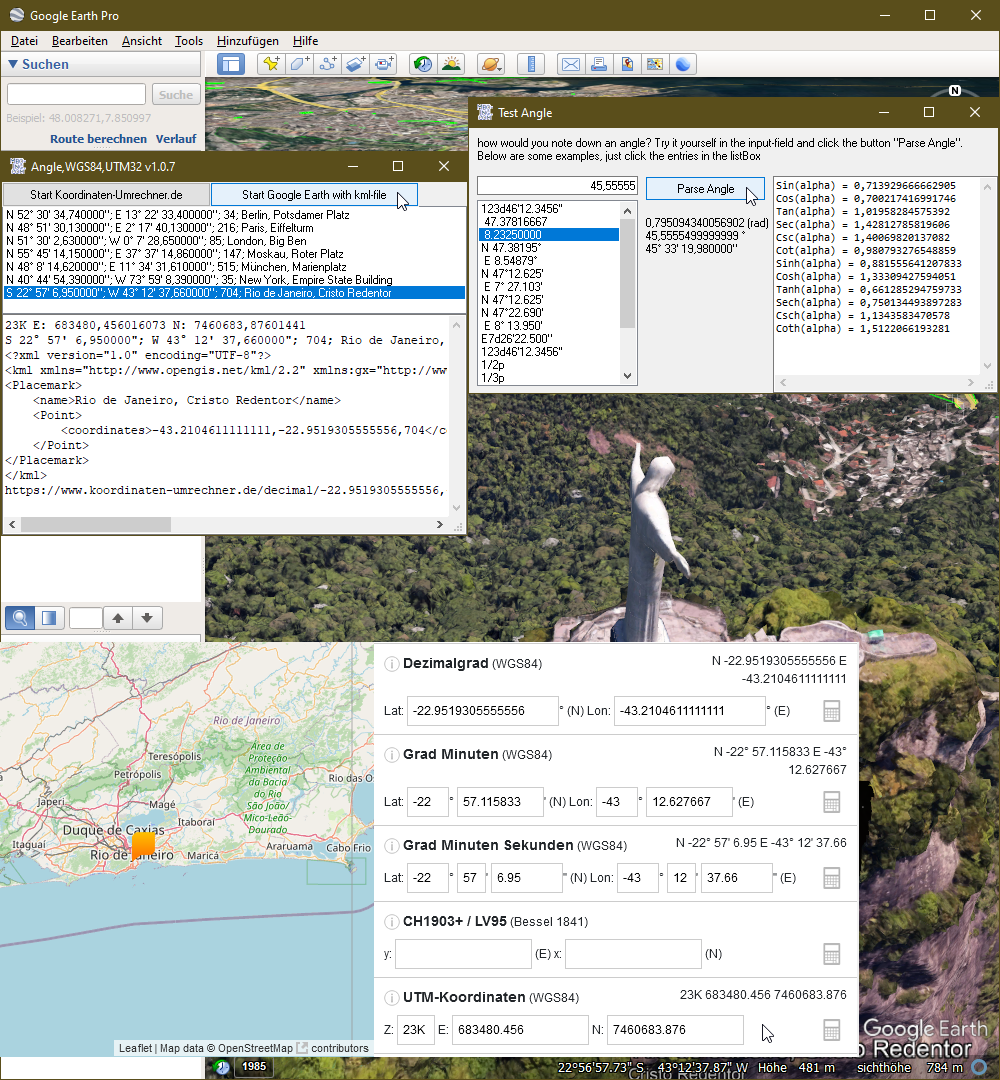 Google Earth Pro
Datei Bearbeiten Ansicht Tools Hinzufügen Hilfe
Suchen
Suche
Beispiel: 48.008271,7.850997
Route berechnen Verlauf
N
Angle,WGS84,UTM32 v1.0.7
Start Koordinaten-Umrechner.de Start Google Earth with kml-file
N 52° 30' 34,740000''; E 13° 22' 33,400000''; 34; Berlin, Potsdamer Platz
N 48° 51' 30,130000''; E 2° 17' 40,130000''; 216; Paris, Eiffelturm
N 51° 30' 2,630000''; W 0° 7' 28,650000''; 85; London, Big Ben
N 55° 45' 14,150000''; E 37° 37' 14,860000''; 147; Moskau, Roter Platz
N 48° 8' 14,620000''; E 11° 34' 31,610000''; 515; München, Marienplatz
N 40° 44' 54,390000''; W 73° 59' 8,390000''; 35; New York, Empire State Building
S 22° 57' 6,950000''; W 43° 12' 37,660000''; 704; Rio de Janeiro, Cristo Redentor
23K E: 683480,456016073 N: 7460683,87601441
S 22° 57' 6,950000''; W 43° 12' 37,660000''; 704; Rio de Janeiro,
<?xml version="1.0" encoding="UTF-8"?>
<kml xmlns="http://www.opengis.net/kml/2.2" xmlns:gx="http://ww
<Placemark>
<name>Rio de Janeiro, Cristo Redentor</name>
<Point>
<coordinates>-43.2104611111111,-22.9519305555556,704</c
</Point>
</Placemark>
</kml>
https://www.koordinaten-umrechner.de/decimal/-22.9519305555556,
Test Angle
how would you note down an angle? Try it yourself in the input-field and click the button "Parse Angle".
Below are some examples, just click the entries in the listBox
45,55555
Parse Angle
123d46'12.3456"
47.37816667
8.23250000
N 47.38195°
E 8.54879°
N 47°12.625'
E 7° 27.103'
N 47°12.625'
N 47°22.690'
E 8° 13.950'
E7d26'22.500"
123d46'12.3456"
1/2p
1/3p
0,795094340056902 (rad)
45,5555499999999 °
45° 33' 19,980000''
Sin(alpha) = 0,713929666662905
Cos(alpha) = 0,700217416991746
Tan(alpha) = 1,01958284575392
Sec(alpha) = 1,42812785819606
Csc(alpha) = 1,40069820137082
Cot(alpha) = 0,980793276548859
Sinh(alpha) = 0,881555641207833
Cosh(alpha) = 1,33309427594051
Tanh(alpha) = 0,661285294759733
Sech(alpha) = 0,750134493897283
Csch(alpha) = 1,1343583470578
Coth(alpha) = 1,5122066193281
Rio de Janeiro
Teresópolis
Petrópolis
Área de
Proteção
Ambiental
da Bacia
do Rio
São João/
Mico-Leão-
Dourado
Rio das O
Japeri
Magé
Itaboraí
Duque de Caxias
Itaguaí
Rio de Janeiro
Maricá
Araruama
Cabo Frio
Leaflet | Map data © OpenStreetMap contributors
Dezimalgrad (WGS84)
N -22.9519305555556 E
-43.2104611111111
Lat: -22.9519305555556 ° (N) Lon: -43.2104611111111 ° (E)
Grad Minuten (WGS84)
N -22° 57.115833 E -43°
12.627667
Lat: -22 ° 57.115833 ' (N) Lon: -43 ° 12.627667 ' (E)
Grad Minuten Sekunden (WGS84)
N -22° 57' 6.95 E -43° 12' 37.66
Lat: -22 ° 57 ' 6.95 " (N) Lon: -43 ° 12 ' 37.66 " (E)
CH1903+ / LV95 (Bessel 1841)
y: (E) x: (N)
UTM-Koordinaten (WGS84)
23K 683480.456 7460683.876
Z: 23K E: 683480.456 N: 7460683.876
Google Earth
o Redentor
Cristo Redentor
1985
22°56'57.73" S 43°12'37.87" W Höhe 481 m sichthöhe 784 m